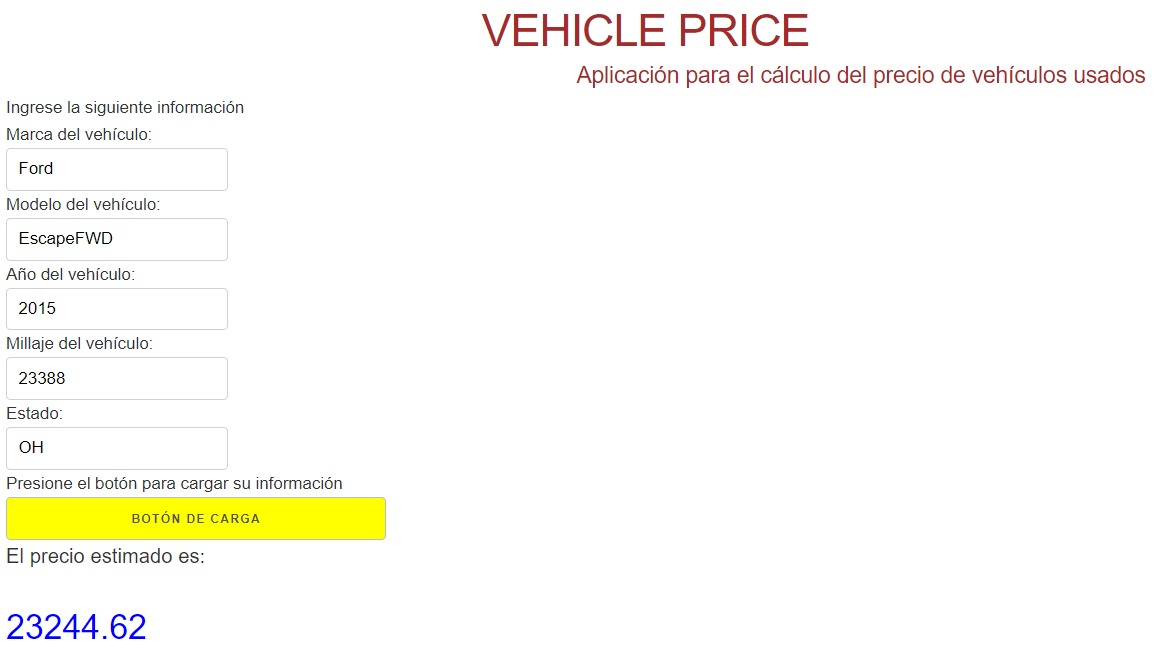 VEHICLE PRICE
Aplicación para el cálculo del precio de vehículos usados
Ingrese la siguiente información
Marca del vehículo:
Ford
Modelo del vehículo:
EscapeFWD
Año del vehículo:
2015
Millaje del vehículo:
23388
Estado:
OH
Presione el botón para cargar su información
BOTÓN DE CARGA
El precio estimado es:
23244.62